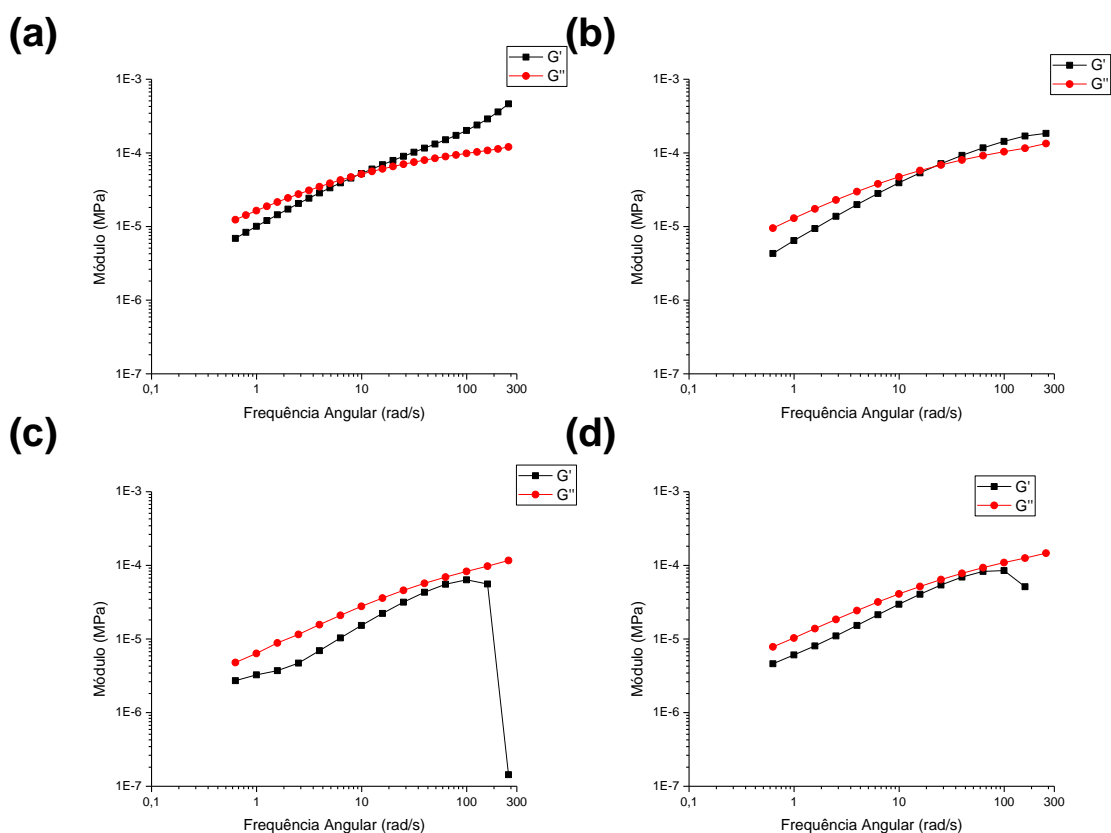 (a)
G'
G"
1E-3
1E-4
1E-5
1E-6
1E-7
Módulo (MPa)
0,1
1
10
100
300
Frequência Angular (rad/s)
(b)
G'
G"
1E-3
1E-4
1E-5
1E-6
1E-7
Módulo (MPa)
0,1
1
10
100
300
Frequência Angular (rad/s)
(c)
G'
G''
1E-3
1E-4
1E-5
1E-6
1E-7
Módulo (MPa)
0,1
1
10
100
300
Frequência Angular (rad/s)
(d)
G'
G''
1E-3
1E-4
1E-5
1E-6
1E-7
Módulo (MPa)
0,1
1
10
100
300
Frequência Angular (rad/s)